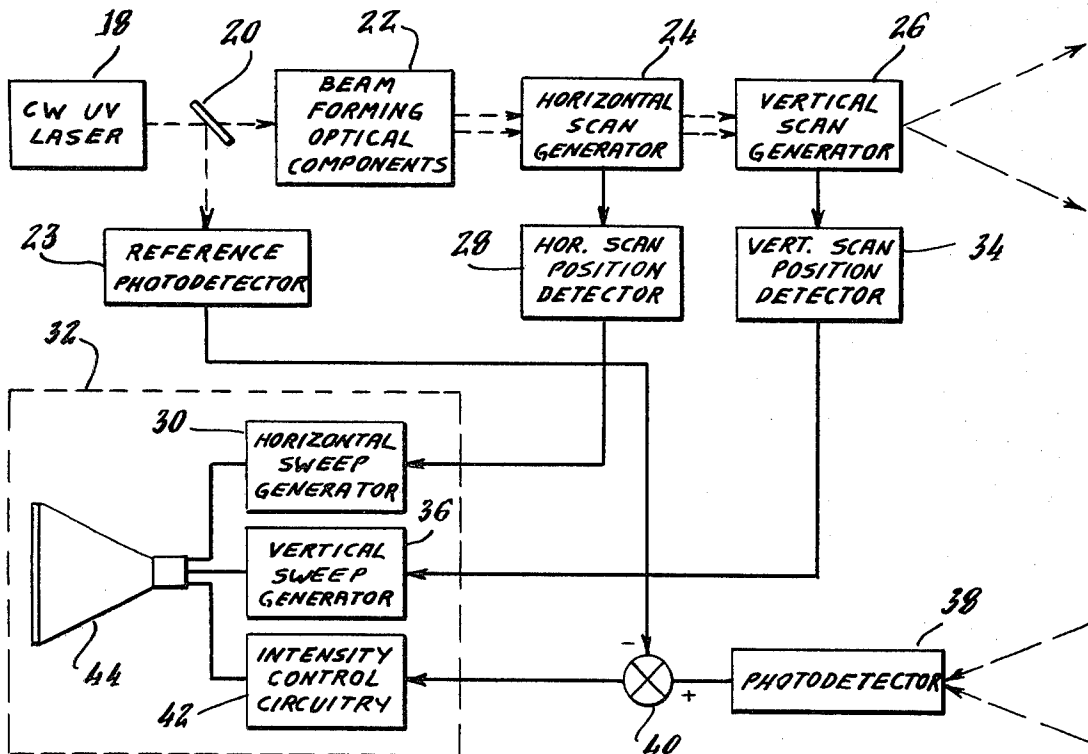 18
20
22
24
26
CW UV
LASER
BEAM
FORMING
OPTICAL
COMPONENTS
HORIZONTAL
SCAN
GENERATOR
VERTICAL
SCAN
GENERATOR
23
REFERENCE
PHOTODETECTOR
28
HOR. SCAN
POSITION
DETECTOR
VERT. SCAN
POSITION
DETECTOR
34
32
30
HORIZONTAL
SWEEP
GENERATOR
36
VERTICAL
SWEEP
GENERATOR
44
42
INTENSITY
CONTROL
CIRCUITRY
-
+
40
38
PHOTODETECTOR